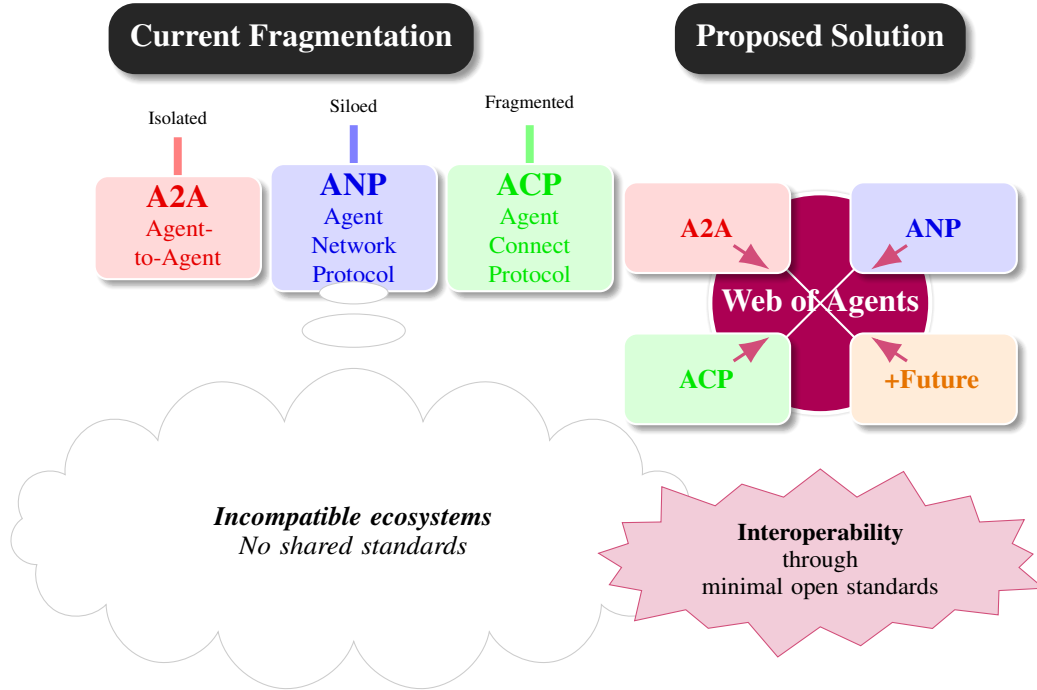 Current Fragmentation
Isolated
Siloed
Fragmented
A2A
Agent-
to-Agent
ANP
Agent
Network
Protocol
ACP
Agent
Connect
Protocol
Incompatible ecosystems
No shared standards
Proposed Solution
A2A
ANP
Web of Agents
ACP
+Future
Interoperability
through
minimal open standards